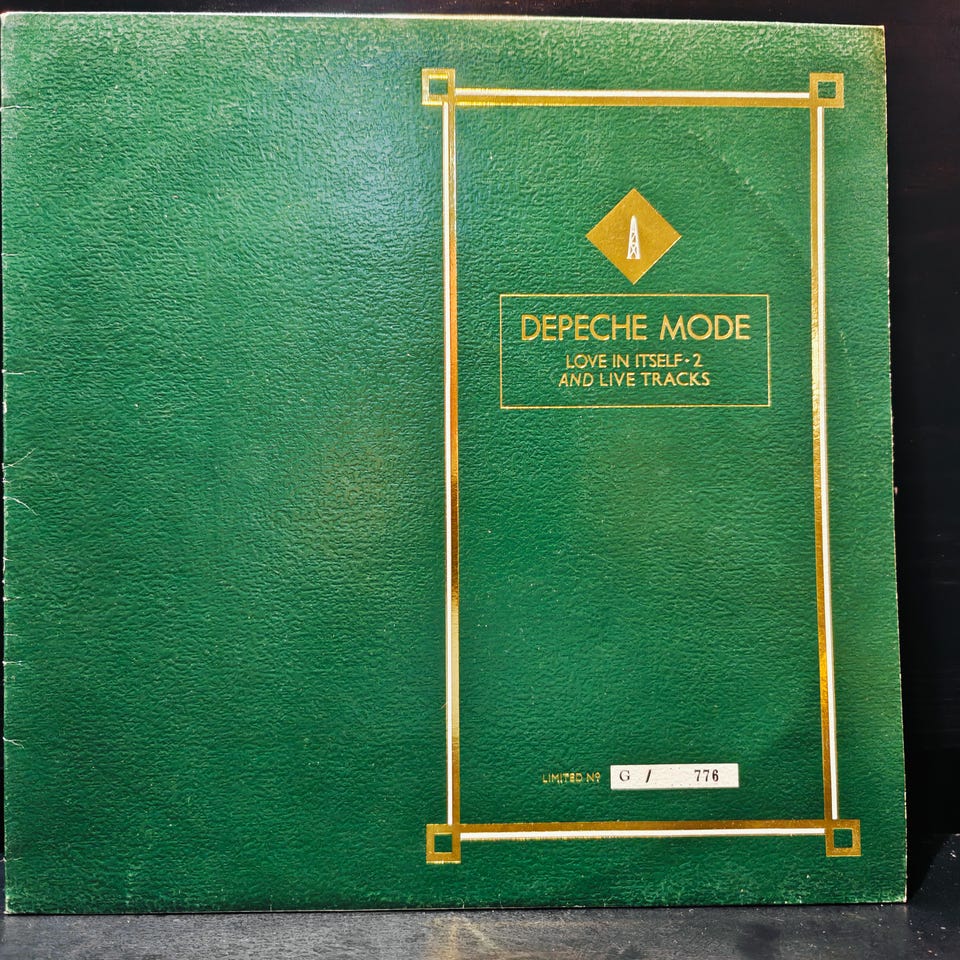 DEPECHE MODE
LOVE IN ITSELF·2
AND LIVE TRACKS
LIMITED Nº G / 776